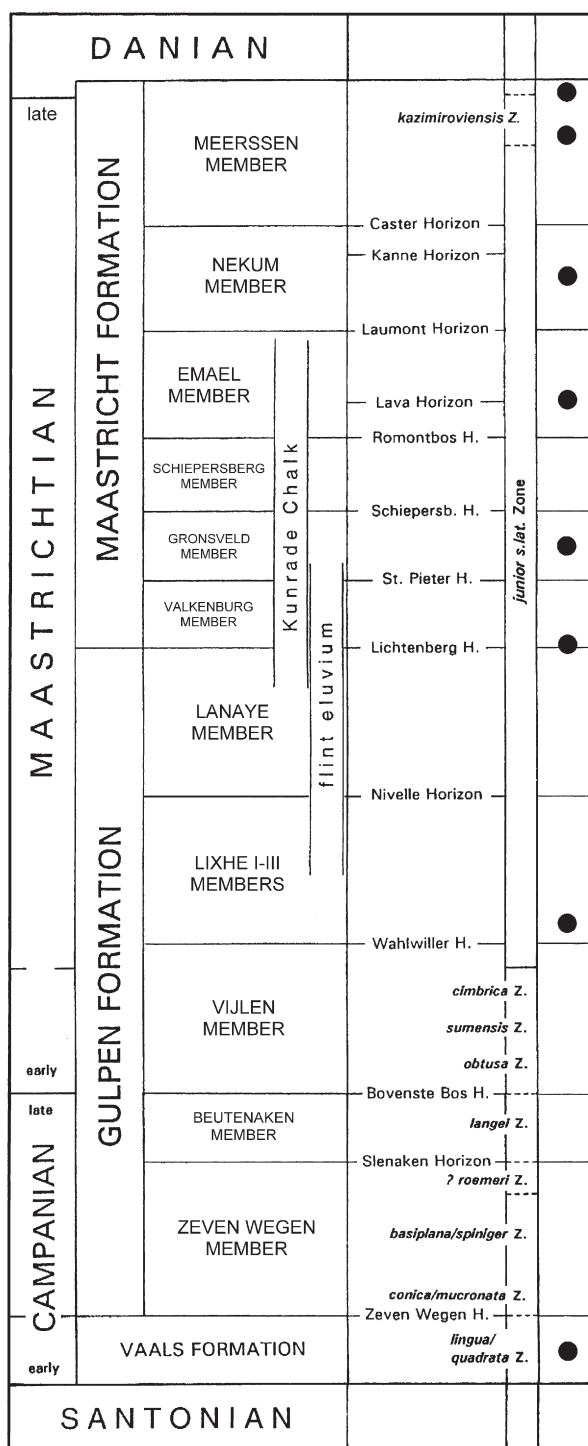 DANIAN
late
kazimiroviensis Z.
MEERSSEN
MEMBER
Caster Horizon
Kanne Horizon
NEKUM
MEMBER
Laumont Horizon
EMAEL
MEMBER
Lava Horizon
Romontbos H.
SCHIEPERSBERG
MEMBER
Schiepersb. H.
GRONSVELD
MEMBER
St. Pieter H.
VALKENBURG
MEMBER
Lichtenberg H.
LANAYE
MEMBER
Nivelle Horizon
LIXHE I-III
MEMBERS
Wahlwiller H.
VIJLEN
MEMBER
cimbrica Z.
sumensis Z.
obtusa Z.
early
Bovenste Bos H.
late
BEUTENAKEN
MEMBER
langei Z.
Slenaken Horizon
? roemeri Z.
ZEVEN WEGEN
MEMBER
basiplana/spiniger Z.
conica/mucronata Z.
Zeven Wegen H.
VAALS FORMATION
lingua/
quadrata Z.
early
SANTONIAN
MAASTRICHTIAN
CAMPANIAN
MAASTRICHT FORMATION
GULPEN FORMATION
Kunrade Chalk
flint eluvium
junior s.lat. Zone